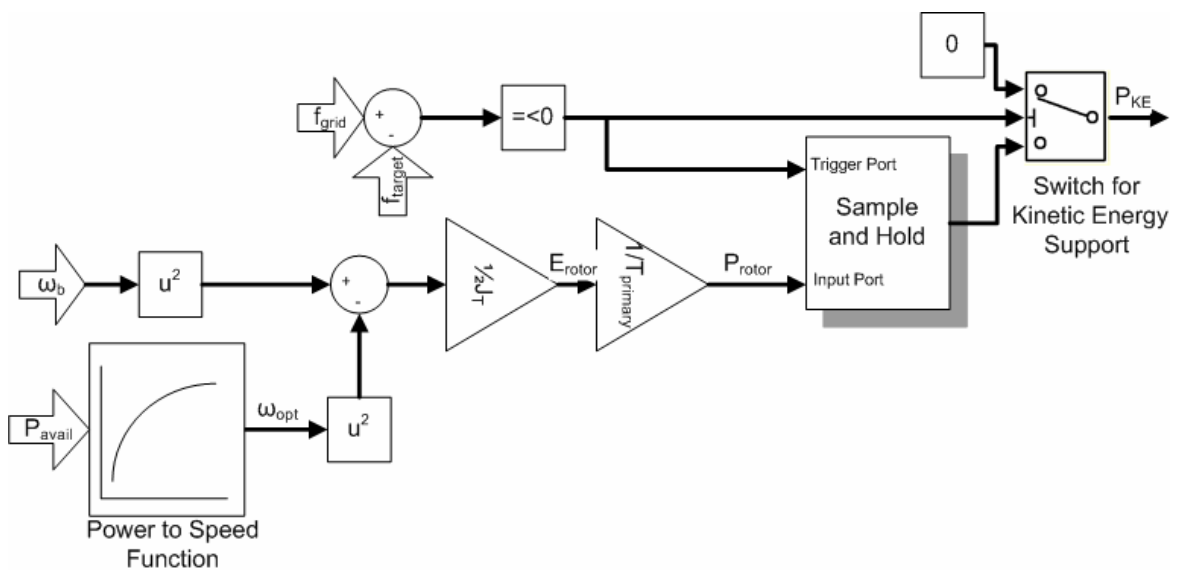 0
P_KE
f_grid
+
-
=<0
f_target
Trigger Port
Sample
and Hold
Input Port
Switch for
Kinetic Energy
Support
ω_b
u²
+
-
½J_T
E_rotor
1/T_primary
P_rotor
P_avail
ω_opt
u²
Power to Speed
Function